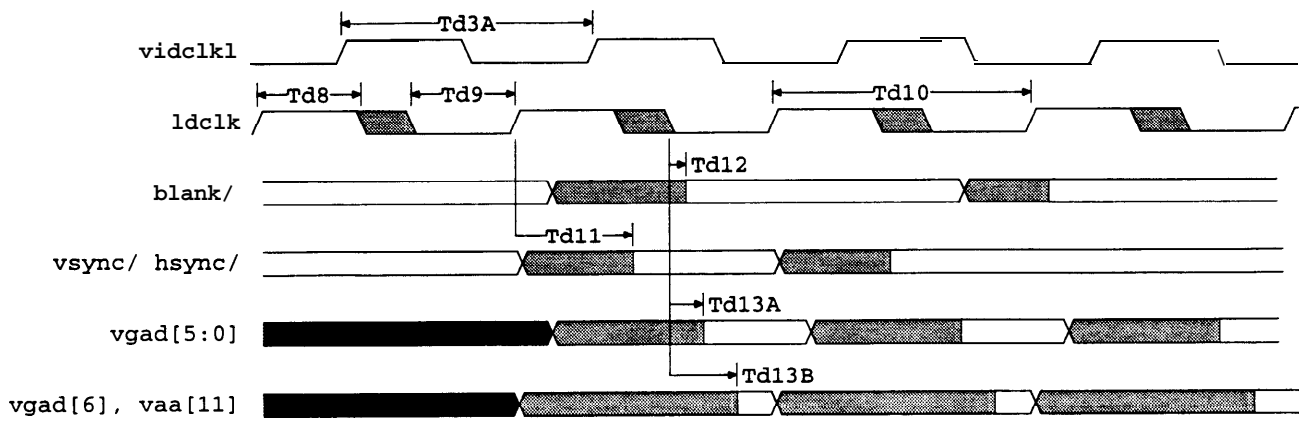 Td3A
vidclkl
Td8 Td9 Td10
ldclk
Td12
blank/
Td11
vsync/ hsync/
Td13A
vgad[5:0]
Td13B
vgad[6], vaa[11]